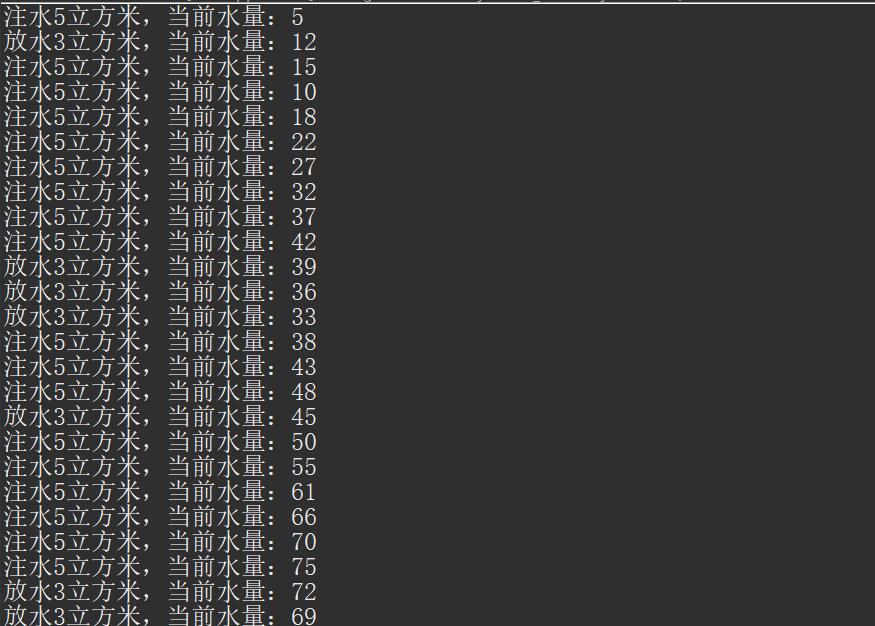 注水5立方米，当前水量：5
放水3立方米，当前水量：12
注水5立方米，当前水量：15
注水5立方米，当前水量：10
注水5立方米，当前水量：18
注水5立方米，当前水量：22
注水5立方米，当前水量：27
注水5立方米，当前水量：32
注水5立方米，当前水量：37
注水5立方米，当前水量：42
放水3立方米，当前水量：39
放水3立方米，当前水量：36
放水3立方米，当前水量：33
注水5立方米，当前水量：38
注水5立方米，当前水量：43
注水5立方米，当前水量：48
放水3立方米，当前水量：45
注水5立方米，当前水量：50
注水5立方米，当前水量：55
注水5立方米，当前水量：61
注水5立方米，当前水量：66
注水5立方米，当前水量：70
注水5立方米，当前水量：75
放水3立方米，当前水量：72
放水3立方米，当前水量：69